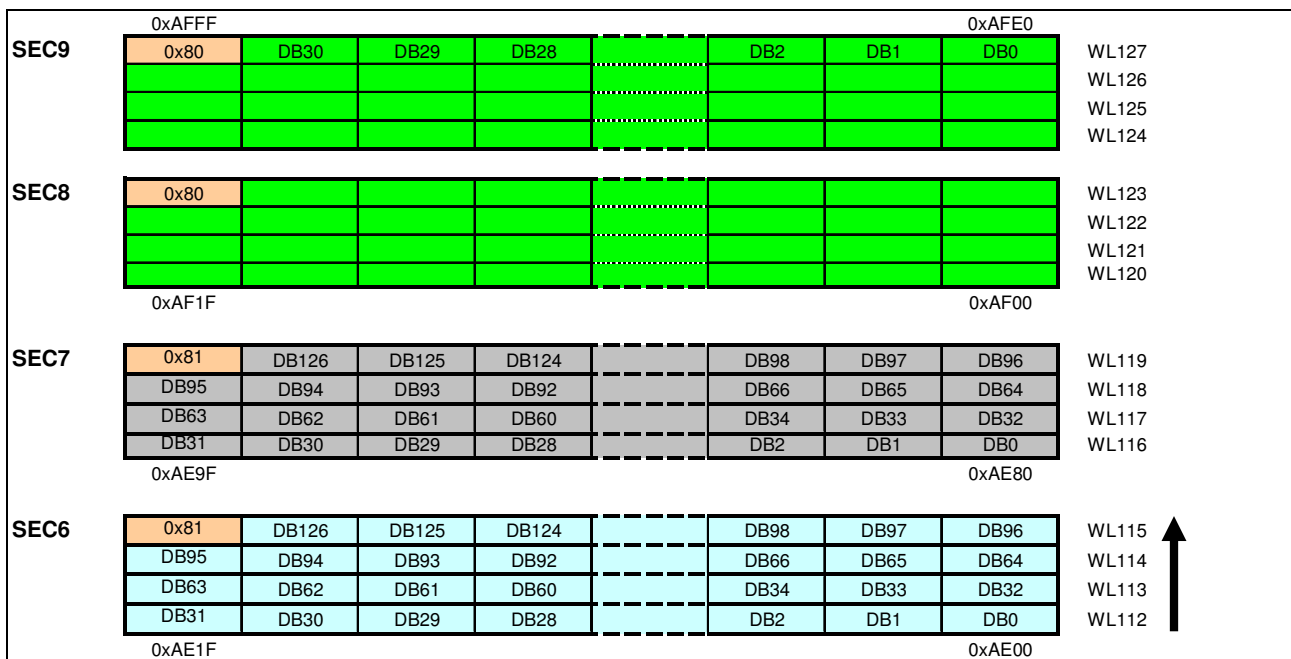 0xAFFF 0xAFE0
SEC9 0x80 DB30 DB29 DB28 DB2 DB1 DB0 WL127
WL126
WL125
WL124
SEC8 0x80 WL123
WL122
WL121
WL120
0xAF1F 0xAF00
SEC7 0x81 DB126 DB125 DB124 DB98 DB97 DB96 WL119
DB95 DB94 DB93 DB92 DB66 DB65 DB64 WL118
DB63 DB62 DB61 DB60 DB34 DB33 DB32 WL117
DB31 DB30 DB29 DB28 DB2 DB1 DB0 WL116
0xAE9F 0xAE80
SEC6 0x81 DB126 DB125 DB124 DB98 DB97 DB96 WL115
DB95 DB94 DB93 DB92 DB66 DB65 DB64 WL114
DB63 DB62 DB61 DB60 DB34 DB33 DB32 WL113
DB31 DB30 DB29 DB28 DB2 DB1 DB0 WL112
0xAE1F 0xAE00